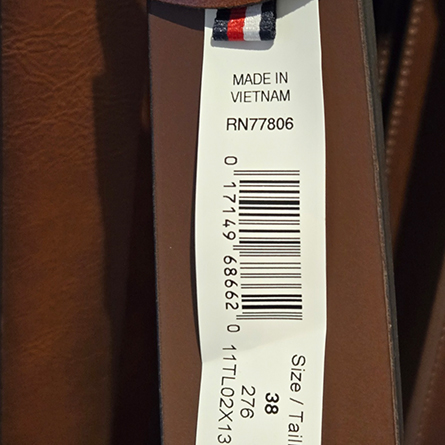 MADE IN
VIETNAM
RN77806
0 17149 68662 0
Size / Tail
38
276
11TL02X13